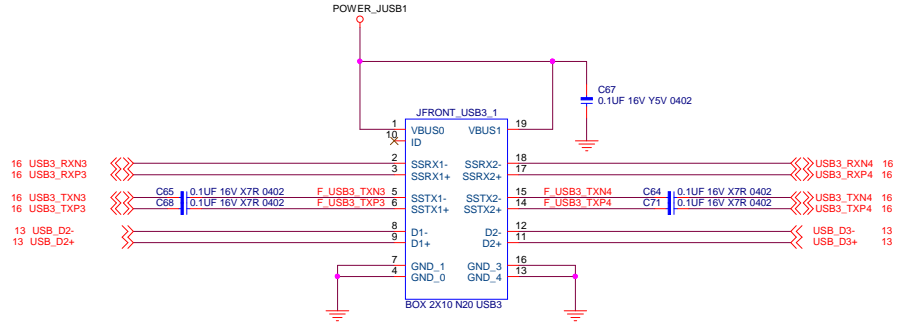 POWER_JUSB1
C67
0.1UF 16V Y5V 0402
JFRONT_USB3_1
1 VBUS0 VBUS1 19
10 ID
16 USB3_RXN3 2 SSRX1- SSRX2- 18 USB3_RXN4 16
16 USB3_RXP3 3 SSRX1+ SSRX2+ 17 USB3_RXP4 16
16 USB3_TXN3 C65 0.1UF 16V X7R 0402 F_USB3_TXN3 5 SSTX1- SSTX2- 15 F_USB3_TXN4 C64 0.1UF 16V X7R 0402 USB3_TXN4 16
16 USB3_TXP3 C68 0.1UF 16V X7R 0402 F_USB3_TXP3 6 SSTX1+ SSTX2+ 14 F_USB3_TXP4 C71 0.1UF 16V X7R 0402 USB3_TXP4 16
13 USB_D2- 8 D1- D2- 12 USB_D3- 13
13 USB_D2+ 9 D1+ D2+ 11 USB_D3+ 13
7 GND_1 GND_3 16
4 GND_0 GND_4 13
BOX 2X10 N20 USB3